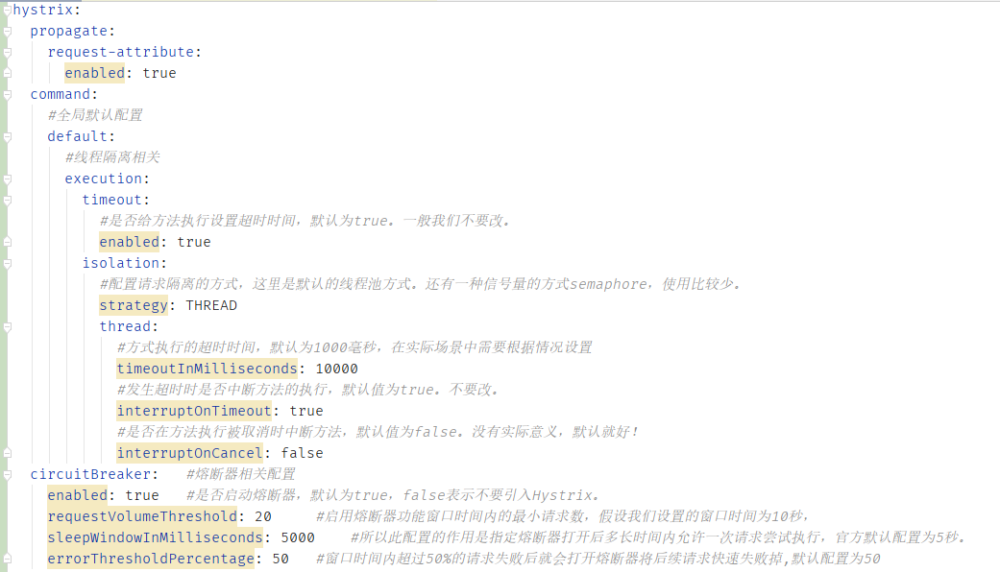 hystrix:
propagate:
request-attribute:
enabled: true
command:
#全局默认配置
default:
#线程隔离相关
execution:
timeout:
#是否给方法执行设置超时时间，默认为true。一般我们不要改。
enabled: true
isolation:
#配置请求隔离的方式，这里是默认的线程池方式。还有一种信号量的方式semaphore，使用比较少。
strategy: THREAD
thread:
#方式执行的超时时间，默认为1000毫秒，在实际场景中需要根据情况设置
timeoutInMilliseconds: 10000
#发生超时时是否中断方法的执行，默认值为true。不要改。
interruptOnTimeout: true
#是否在方法执行被取消时中断方法，默认值为false。没有实际意义，默认就好！
interruptOnCancel: false
circuitBreaker: #熔断器相关配置
enabled: true #是否启动熔断器，默认为true，false表示不要引入Hystrix。
requestVolumeThreshold: 20 #启用熔断器功能窗口时间内的最小请求数，假设我们设置的窗口时间为10秒，
sleepWindowInMilliseconds: 5000 #所以此配置的作用是指定熔断器打开后多长时间内允许一次请求尝试执行，官方默认配置为5秒。
errorThresholdPercentage: 50 #窗口时间内超过50%的请求失败后就会打开熔断器将后续请求快速失败掉,默认配置为50